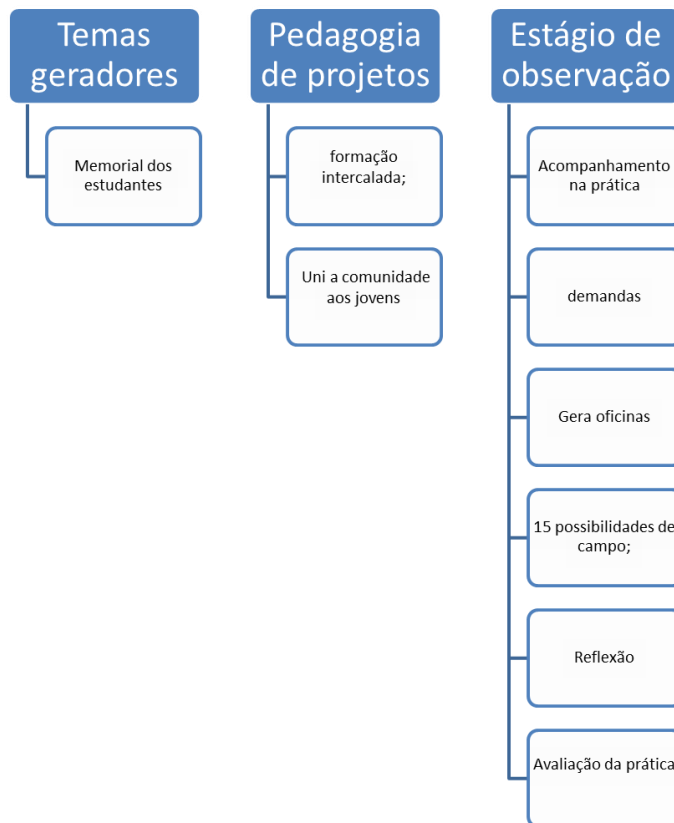 Temas
geradores
Memorial dos
estudantes
Pedagogia
de projetos
formação
intercalada;
Uni a comunidade
aos jovens
Estágio de
observação
Acompanhamento
na prática
demandas
Gera oficinas
15 possibilidades de
campo;
Reflexão
Avaliação da prática